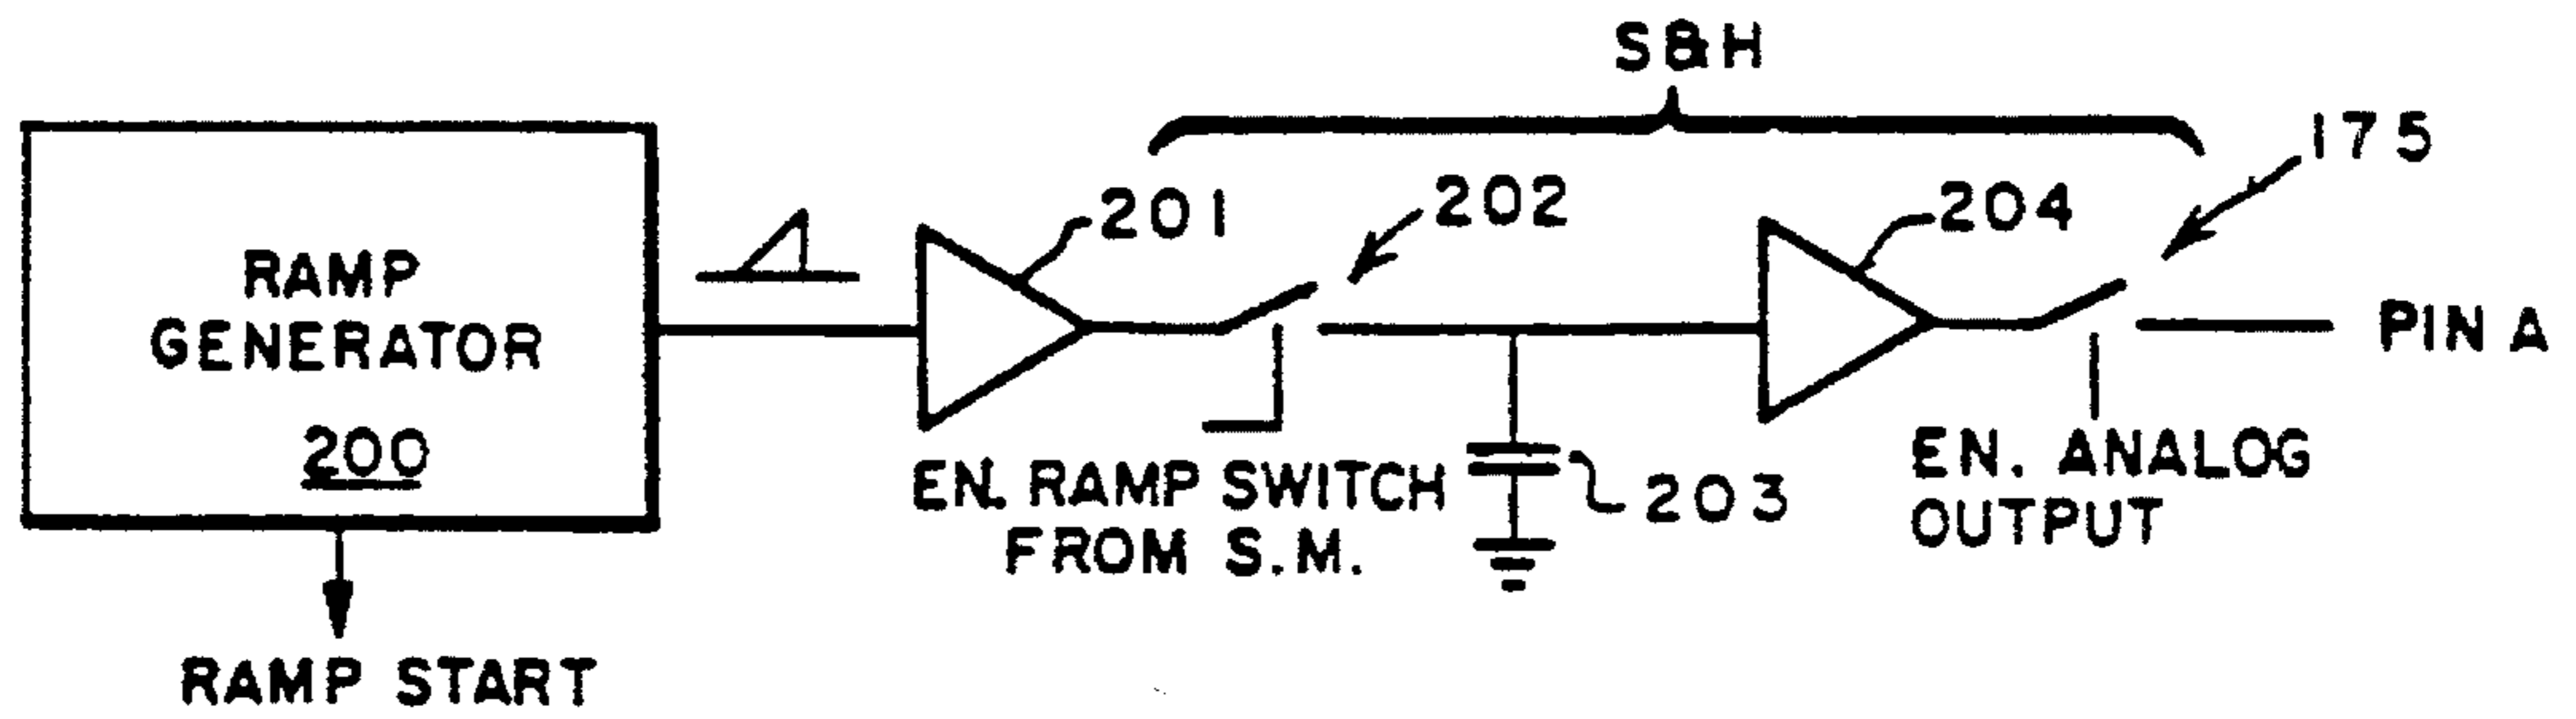 S&H
175
201
202
204
RAMP
GENERATOR
200
PIN A
EN. RAMP SWITCH
FROM S.M.
203
EN. ANALOG
OUTPUT
RAMP START